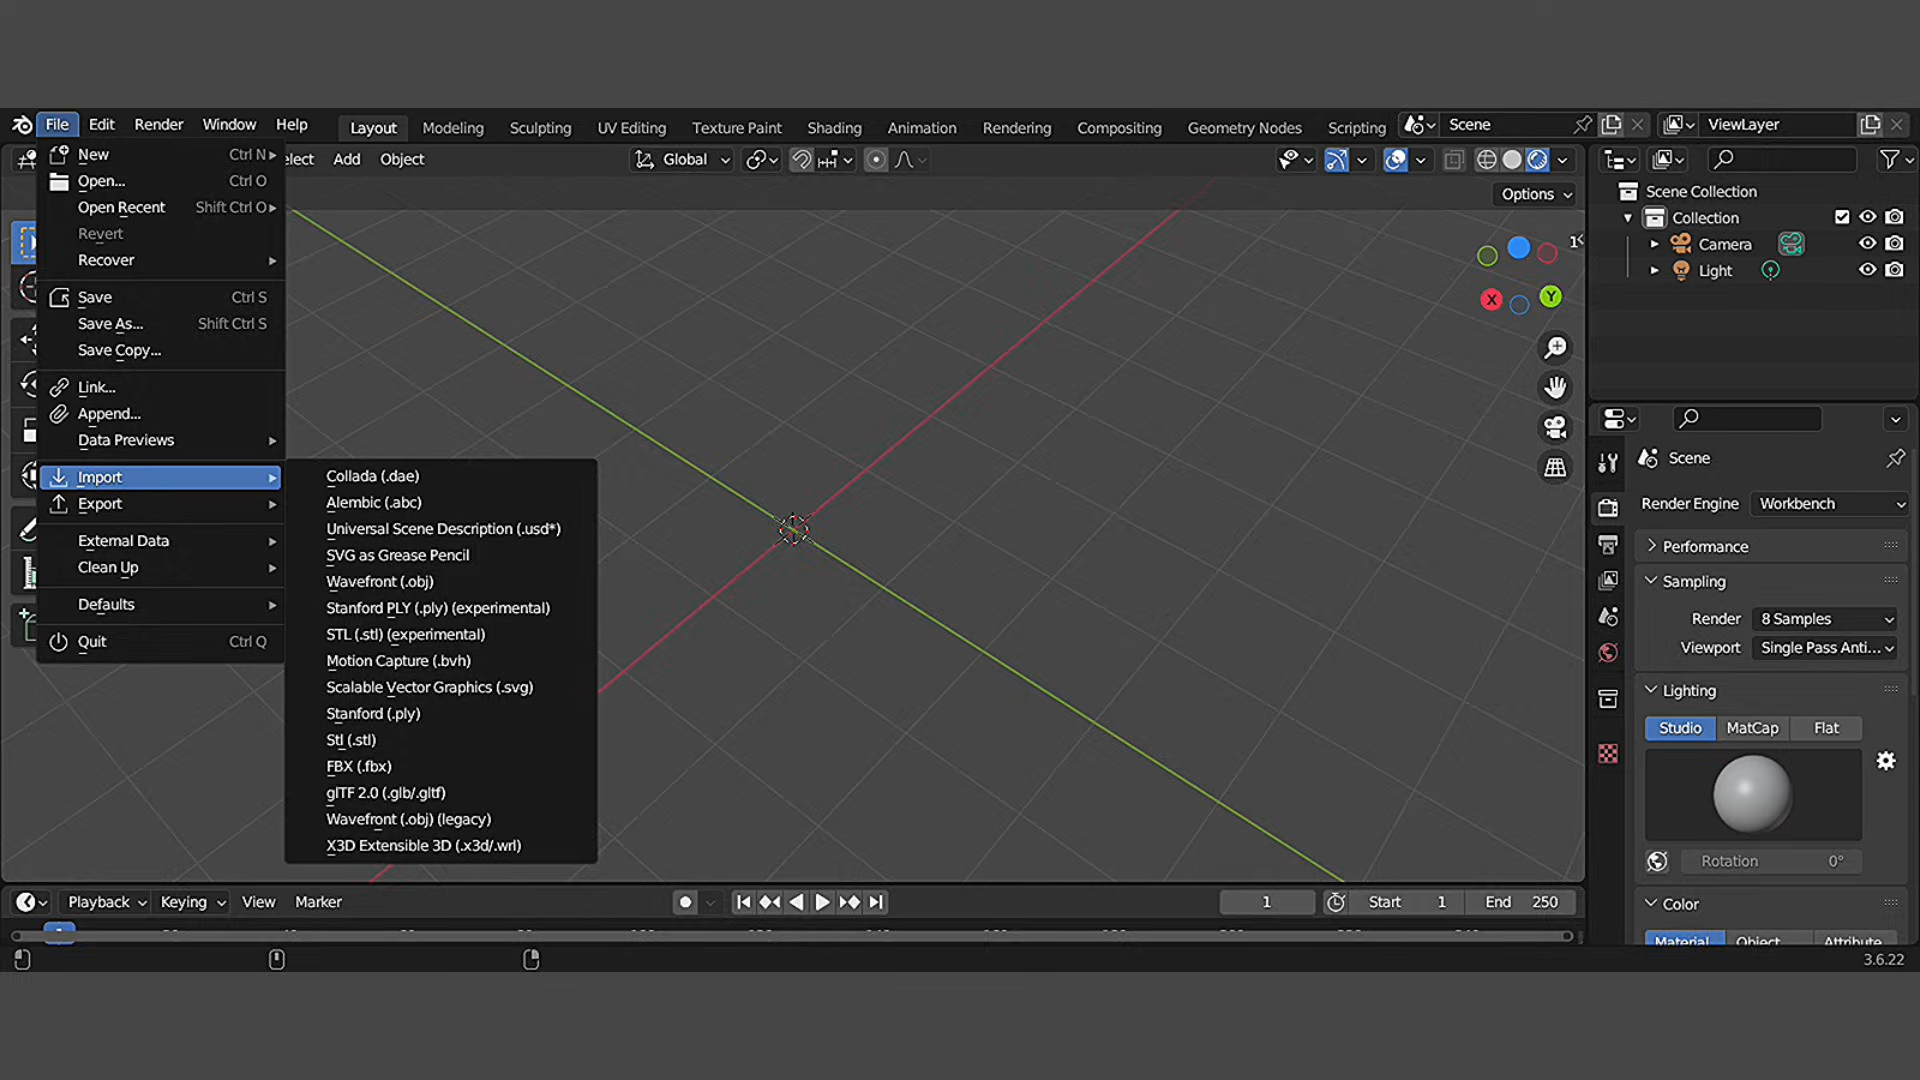 File Edit Render Window Help Layout Modeling Sculpting UV Editing Texture Paint Shading Animation Rendering Compositing Geometry Nodes Scripting Scene ViewLayer
Add Object Global
Options
New Ctrl N
Open... Ctrl O
Open Recent Shift Ctrl O
Revert
Recover
Save Ctrl S
Save As... Shift Ctrl S
Save Copy...
Link...
Append...
Data Previews
Import
Export
External Data
Clean Up
Defaults
Quit Ctrl Q
Collada (.dae)
Alembic (.abc)
Universal Scene Description (.usd*)
SVG as Grease Pencil
Wavefront (.obj)
Stanford PLY (.ply) (experimental)
STL (.stl) (experimental)
Motion Capture (.bvh)
Scalable Vector Graphics (.svg)
Stanford (.ply)
Stl (.stl)
FBX (.fbx)
glTF 2.0 (.glb/.gltf)
Wavefront (.obj) (legacy)
X3D Extensible 3D (.x3d/.wrl)
X Y
Scene Collection
Collection
Camera
Light
Scene
Render Engine Workbench
Performance
Sampling
Render 8 Samples
Viewport Single Pass Anti...
Lighting
Studio MatCap Flat
Rotation 0°
Color
Material Object Attribute
Playback Keying View Marker 1 Start 1 End 250
3.6.22